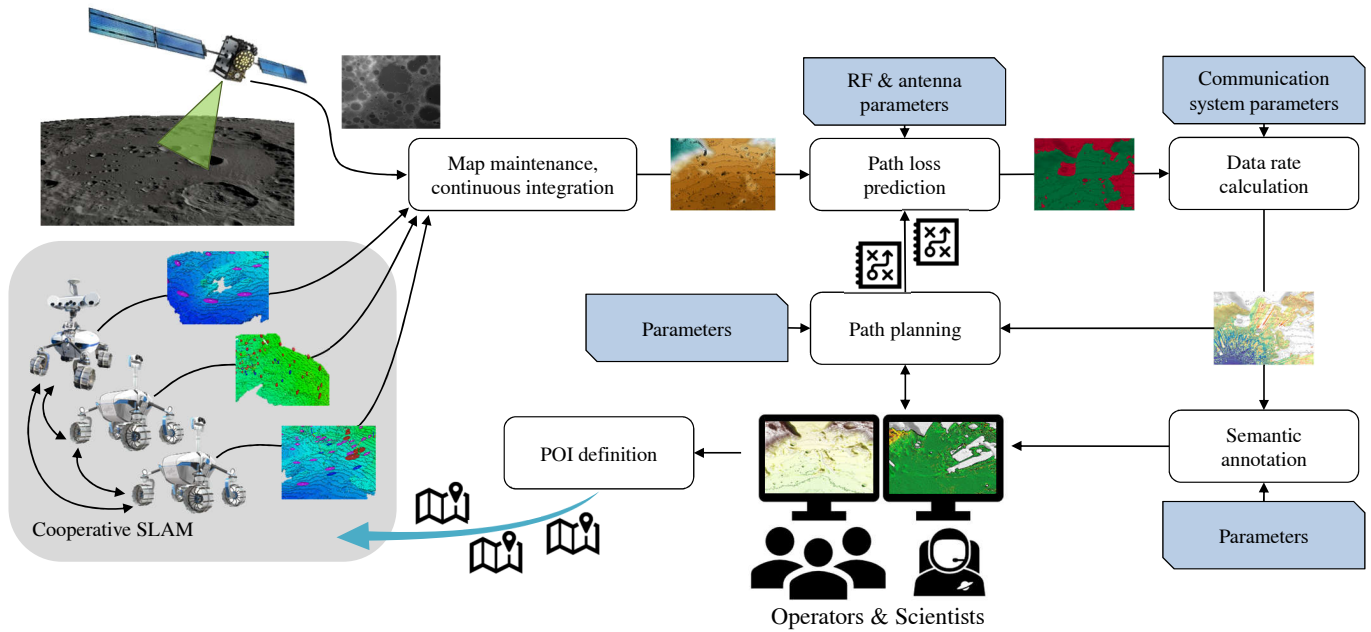 RF & antenna
parameters
Communication
system parameters
Map maintenance,
continuous integration
Path loss
prediction
Data rate
calculation
Parameters
Path planning
POI definition
Semantic
annotation
Cooperative SLAM
Parameters
Operators & Scientists